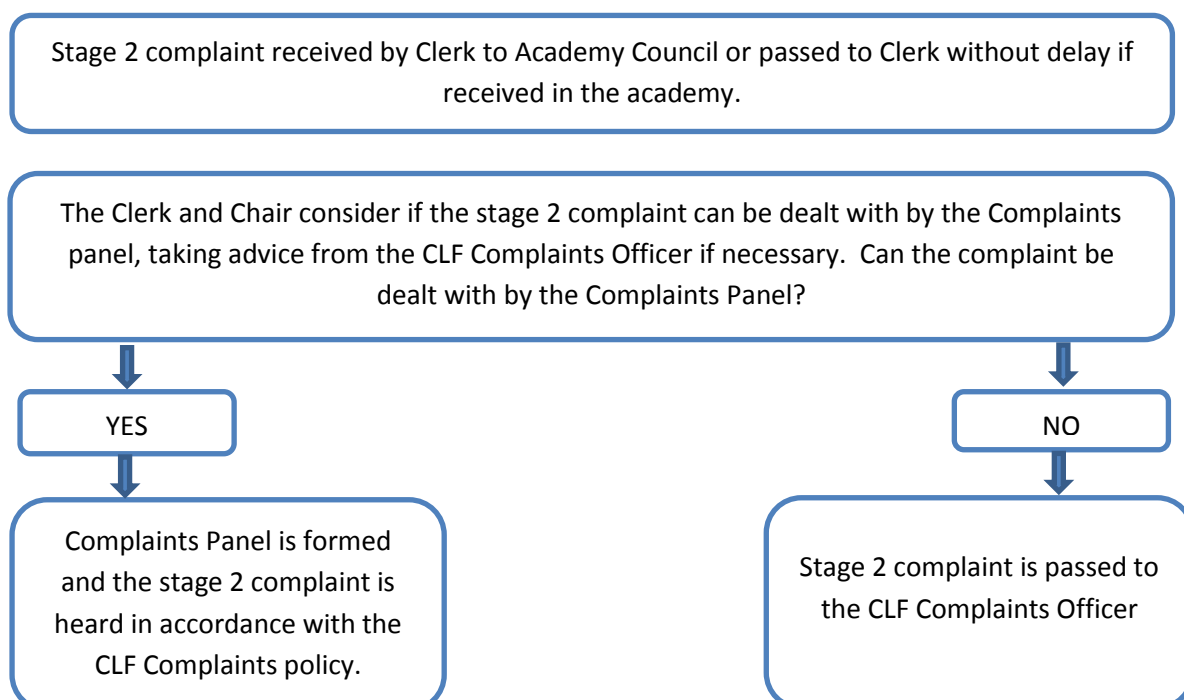 Stage 2 complaint received by Clerk to Academy Council or passed to Clerk without delay if
received in the academy.
The Clerk and Chair consider if the stage 2 complaint can be dealt with by the Complaints
panel, taking advice from the CLF Complaints Officer if necessary.  Can the complaint be
dealt with by the Complaints Panel?
YES
NO
Complaints Panel is formed
and the stage 2 complaint is
heard in accordance with the
CLF Complaints policy.
Stage 2 complaint is passed to
the CLF Complaints Officer